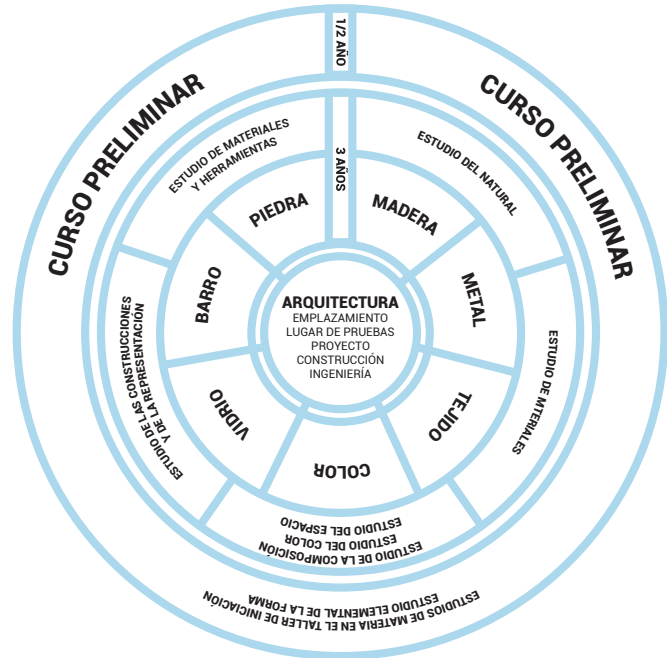 1/2 AÑO
CURSO PRELIMINAR
CURSO PRELIMINAR
3 AÑOS
ESTUDIO DE MATERIALES
Y HERRAMIENTAS
ESTUDIO DEL NATURAL
PIEDRA
MADERA
BARRO
METAL
ARQUITECTURA
EMPLAZAMIENTO
LUGAR DE PRUEBAS
PROYECTO
CONSTRUCCIÓN
INGENIERÍA
ESTUDIO DE LAS CONSTRUCCIONES
Y DE LA REPRESENTACIÓN
ESTUDIO DE MTERIALES
VIDRIO
TEJIDO
COLOR
ESTUDIO DE LA COMPOSICIÓN
ESTUDIO DEL COLOR
ESTUDIO DEL ESPACIO
ESTUDIOS DE MATERIA EN EL TALLER DE INICIACIÓN
ESTUDIO ELEMENTAL DE LA FORMA